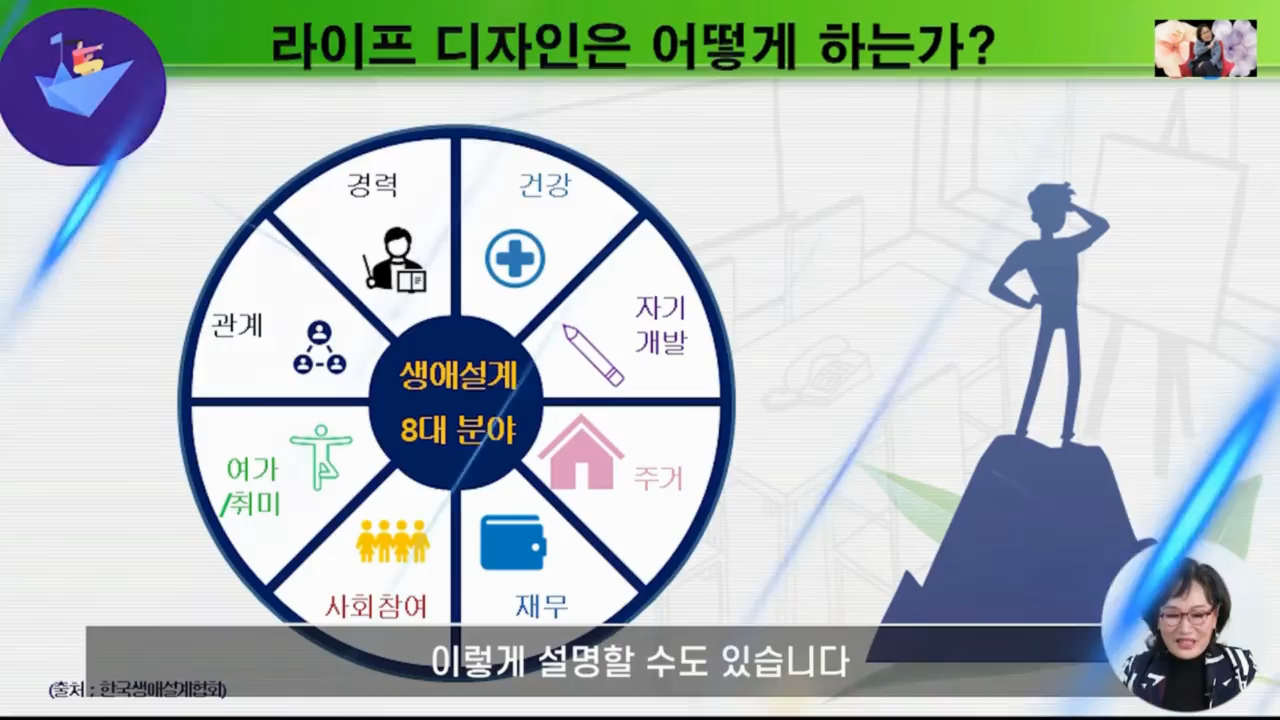 라이프 디자인은 어떻게 하는가?
경력
건강
관계
자기
개발
생애설계
8대 분야
여가
/취미
주거
사회참여
재무
이렇게 설명할 수도 있습니다
(출처 : 한국생애설계협회)